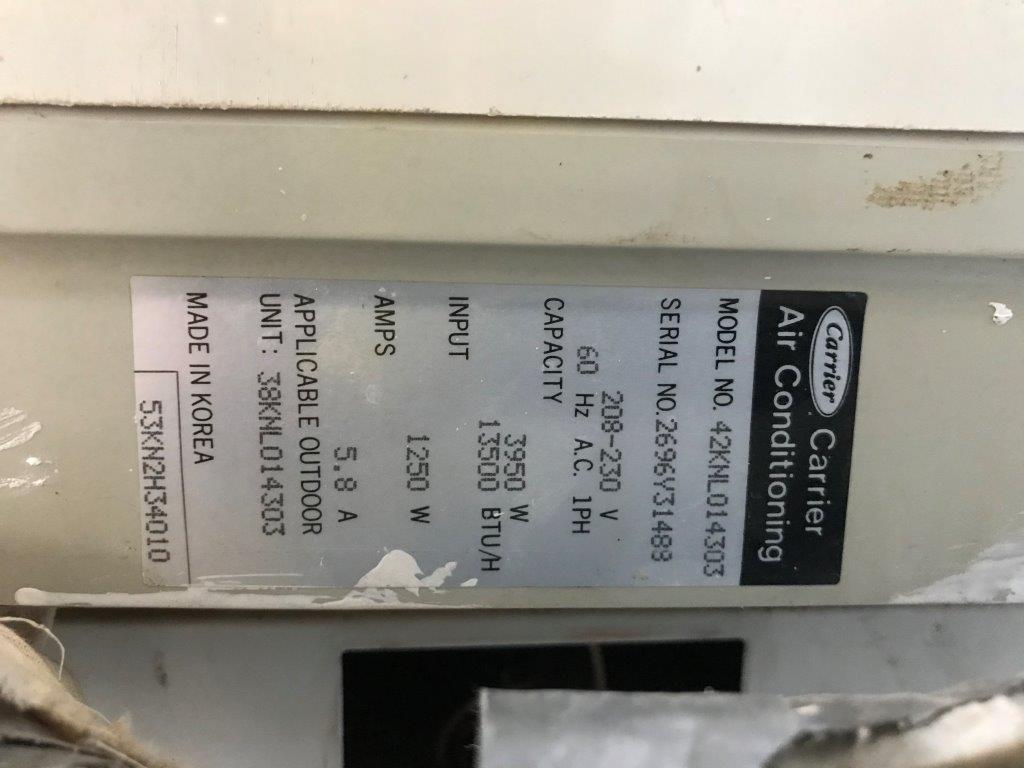 Carrier
Carrier
Air Conditioning
MODEL NO. 42KNL014303
SERIAL NO.2696Y31488
208-230 V
60 Hz A.C. 1PH
CAPACITY
3950 W
13500 BTU/H
INPUT
1250 W
AMPS
5.8 A
APPLICABLE OUTDOOR
UNIT: 38KNL014303
MADE IN KOREA
53KN2H34010